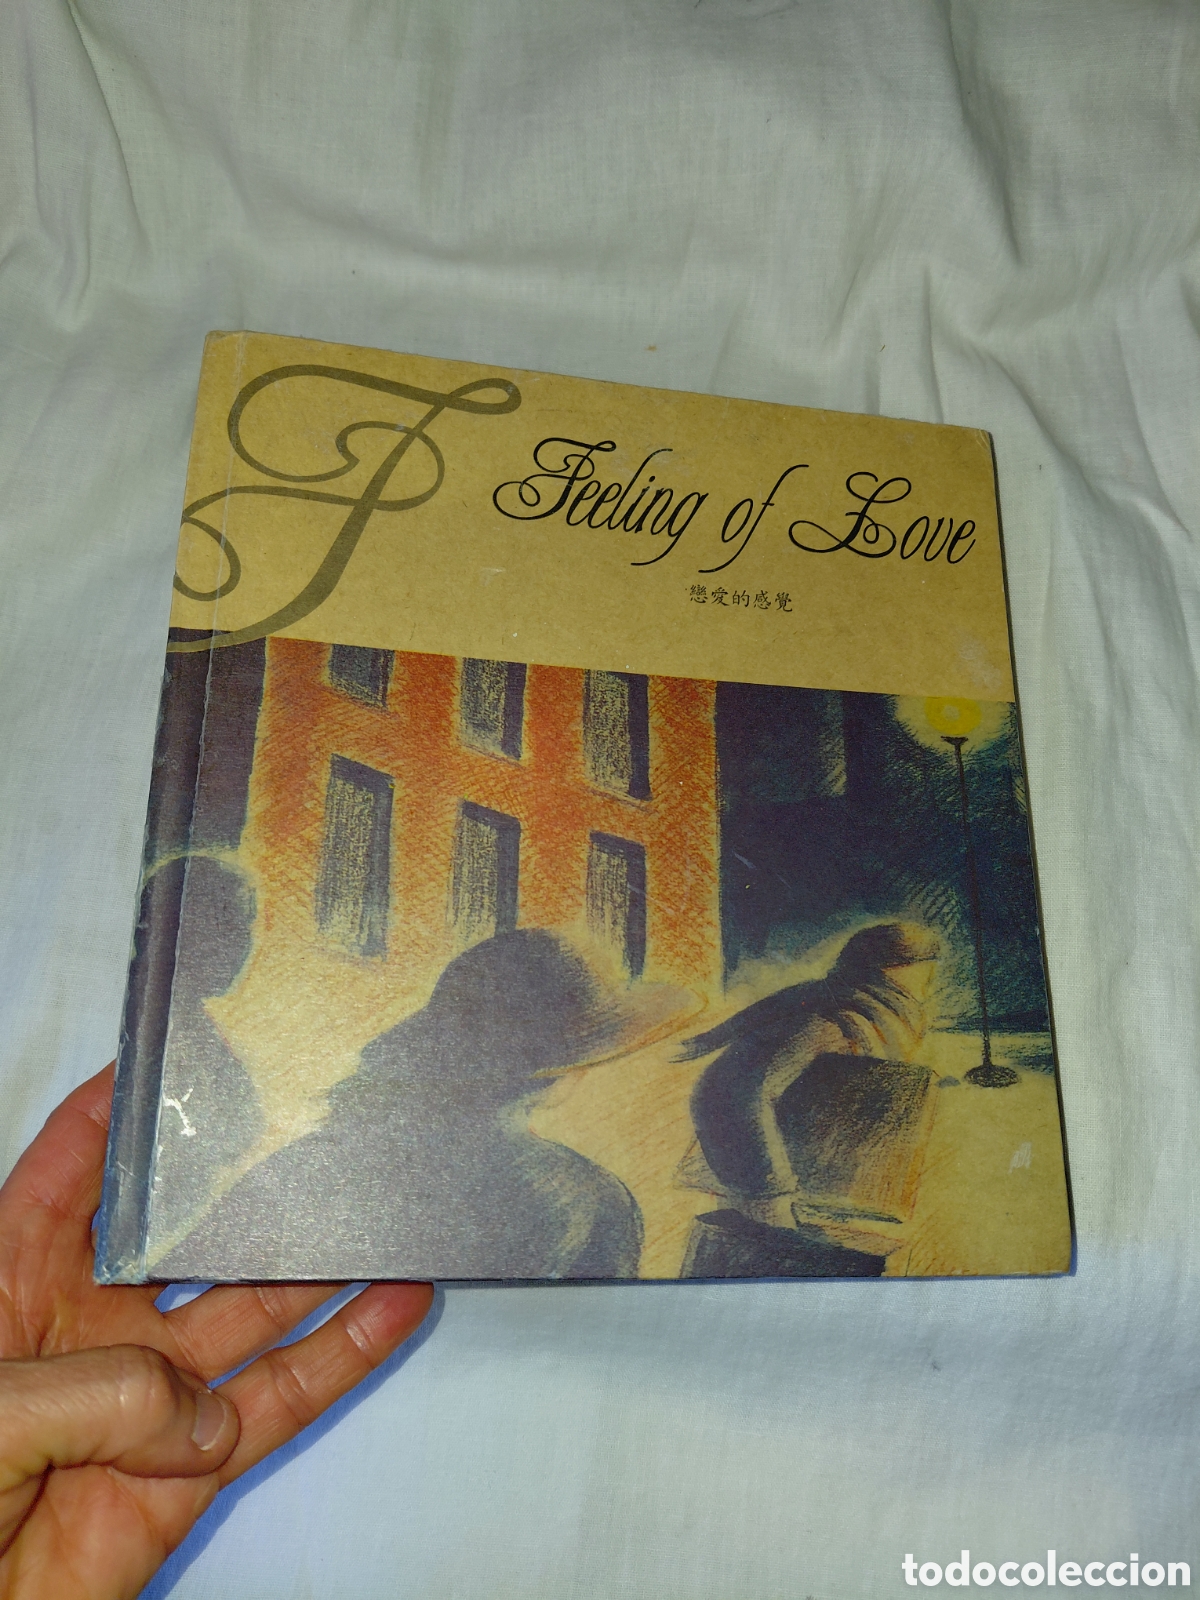 F
Feeling of Love
戀愛的感覺
todocoleccion